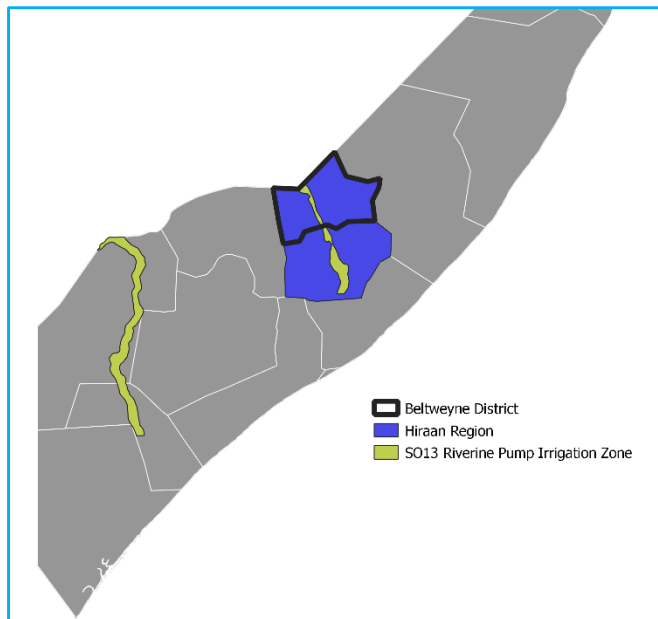 Beltweyne District
Hiraan Region
SO13 Riverine Pump Irrigation Zone